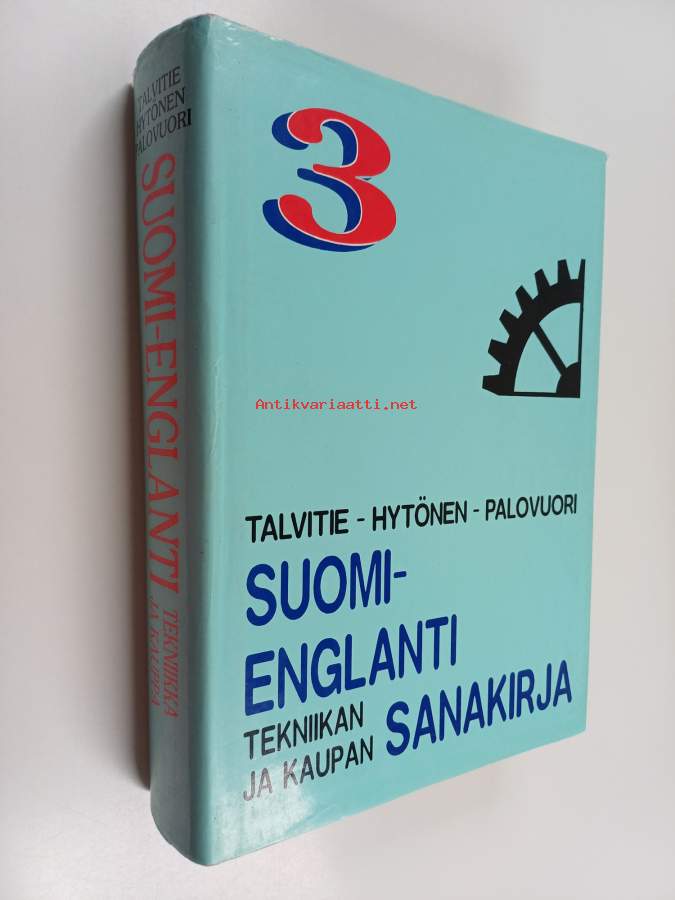 TALVITIE
HYTÖNEN
PALOVUORI
SUOMI-ENGLANTI
TEKNIIKKA
JA KAUPPA
3
Antikvariaatti.net
TALVITIE - HYTÖNEN - PALOVUORI
SUOMI-
ENGLANTI
TEKNIIKAN
JA KAUPAN
SANAKIRJA